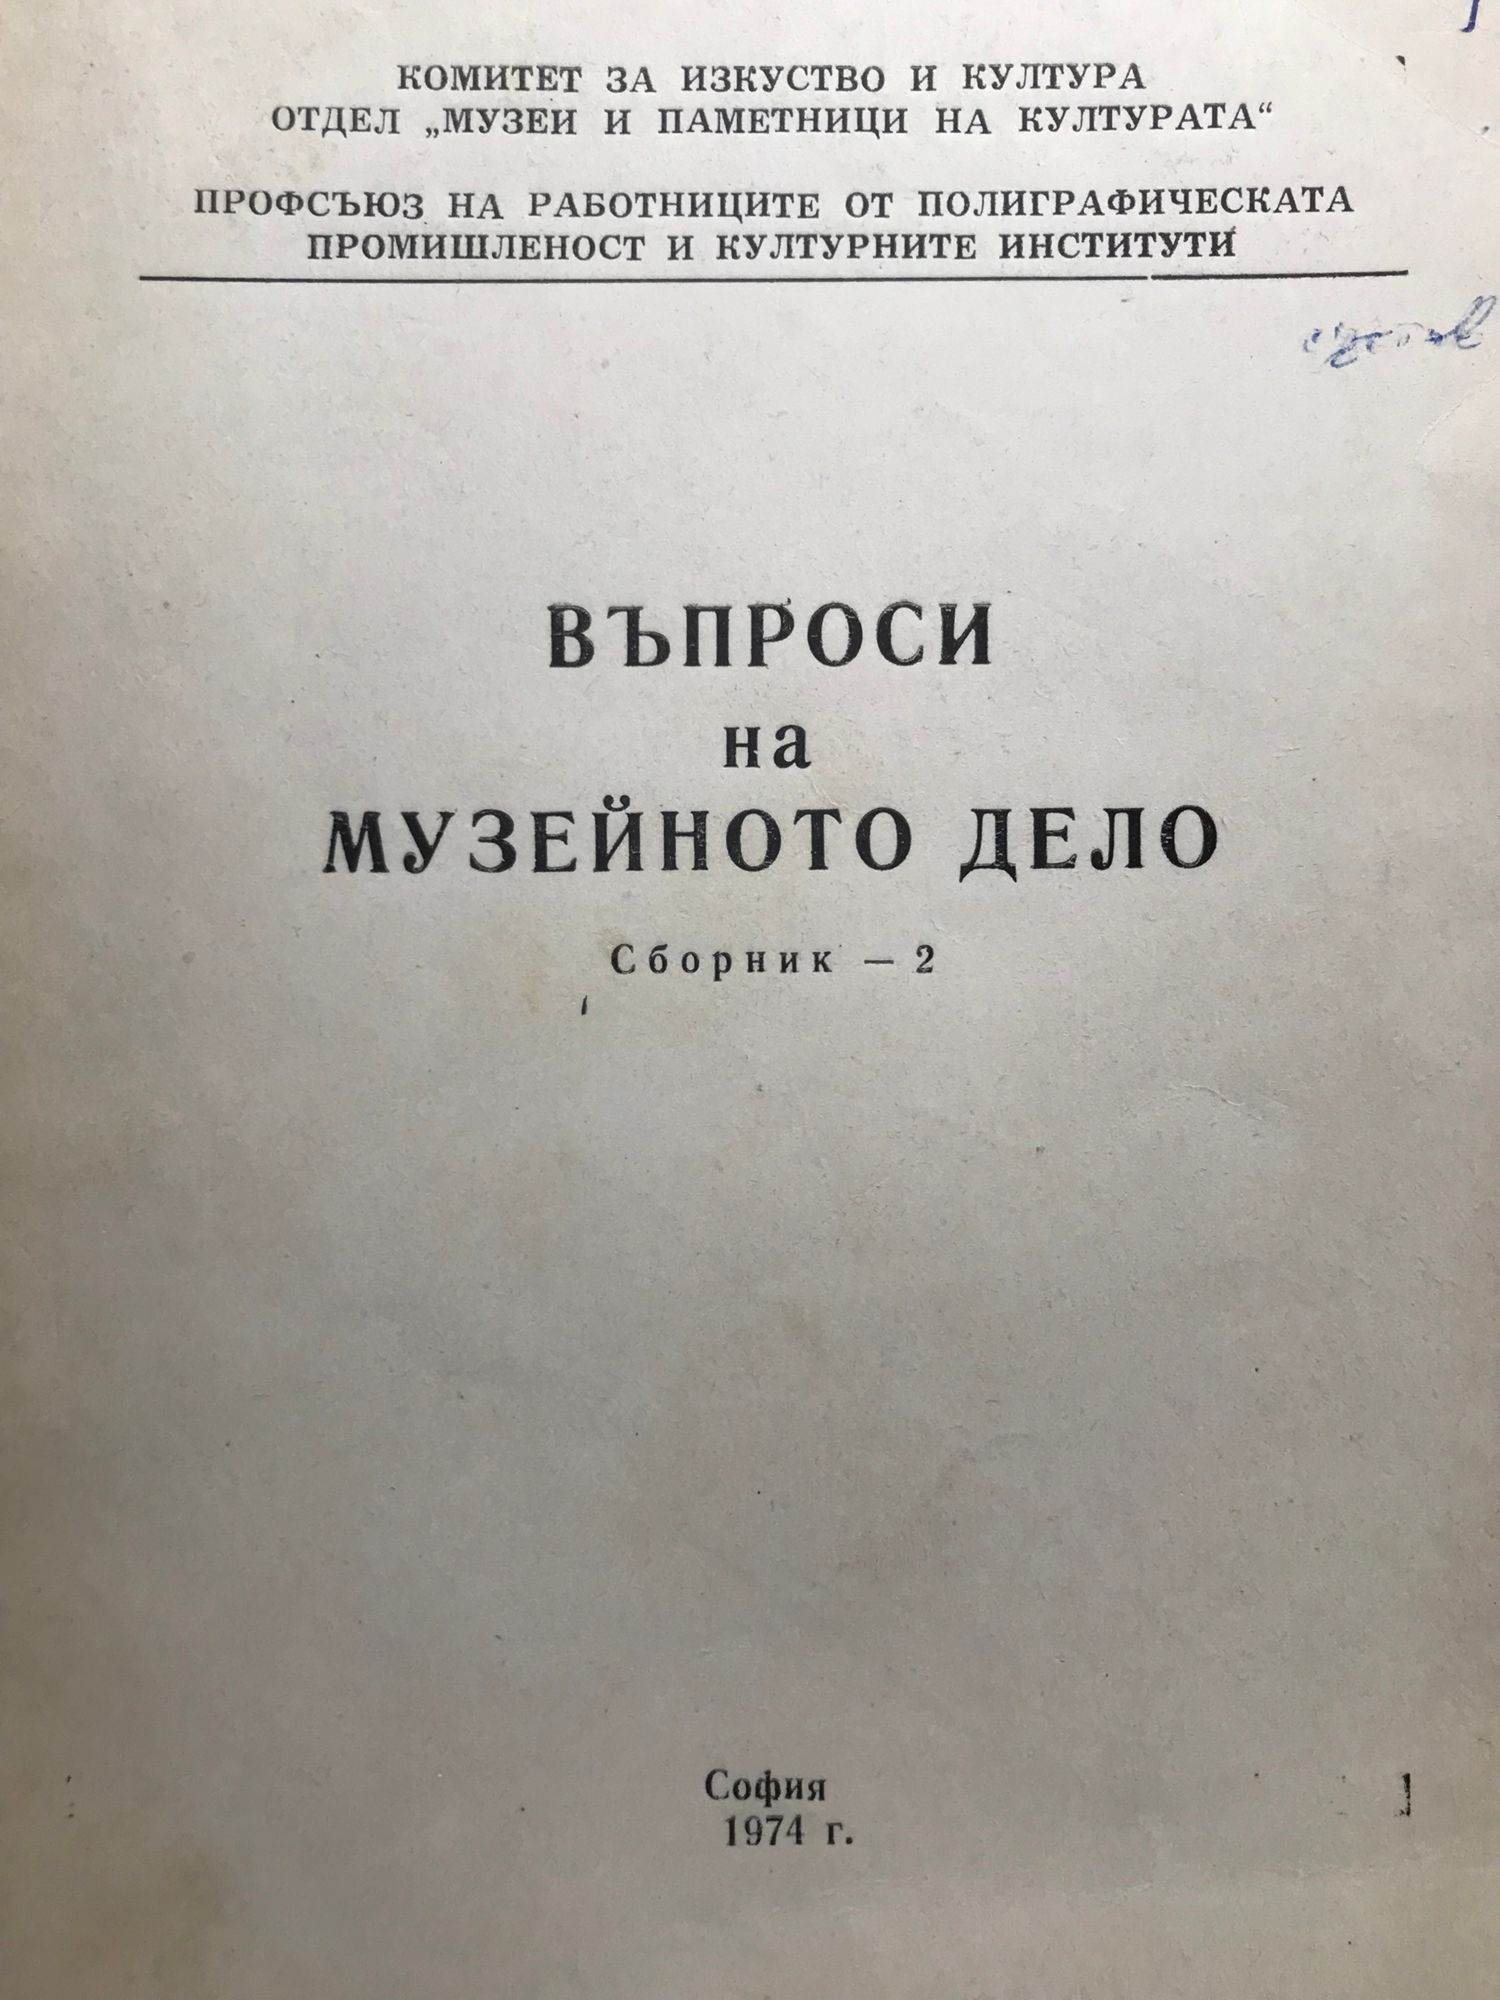 КОМИТЕТ ЗА ИЗКУСТВО И КУЛТУРА
ОТДЕЛ „МУЗЕИ И ПАМЕТНИЦИ НА КУЛТУРАТА“
ПРОФСЪЮЗ НА РАБОТНИЦИТЕ ОТ ПОЛИГРАФИЧЕСКАТА
ПРОМИШЛЕНОСТ И КУЛТУРНИТЕ ИНСТИТУТИ
ВЪПРОСИ
на
МУЗЕЙНОТО ДЕЛО
Сборник — 2
София
1974 г.